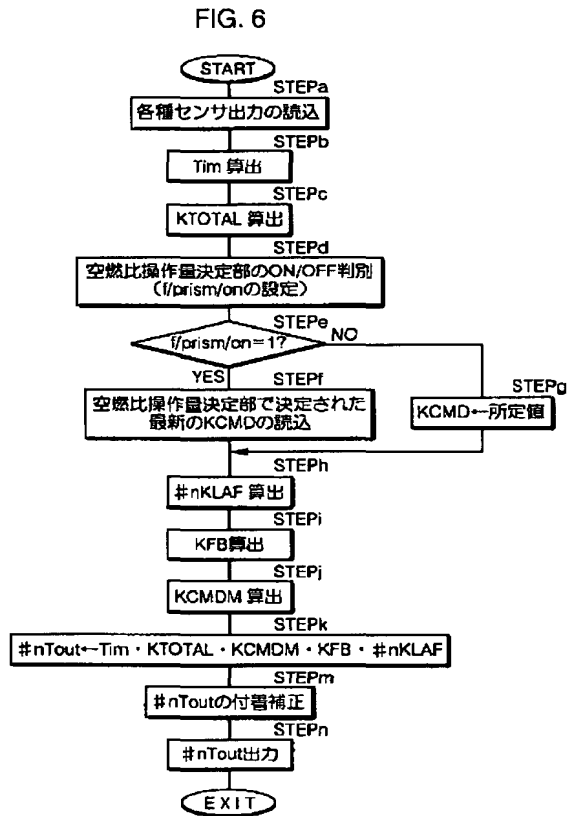 FIG. 6
START
STEPa
各種センサ出力の読込
STEPb
Tim 算出
STEPc
KTOTAL 算出
STEPd
空燃比操作量決定部のON/OFF判別
（f/prism/onの設定）
STEPe
f/prism/on=1?
NO
YES
STEPf
空燃比操作量決定部で決定された
最新のKCMDの読込
STEPg
KCMD←所定値
STEPh
#nKLAF 算出
STEPi
KFB算出
STEPj
KCMDM 算出
STEPk
#nTout←Tim・KTOTAL・KCMDM・KFB・#nKLAF
STEPm
#nToutの付着補正
STEPn
#nTout出力
EXIT